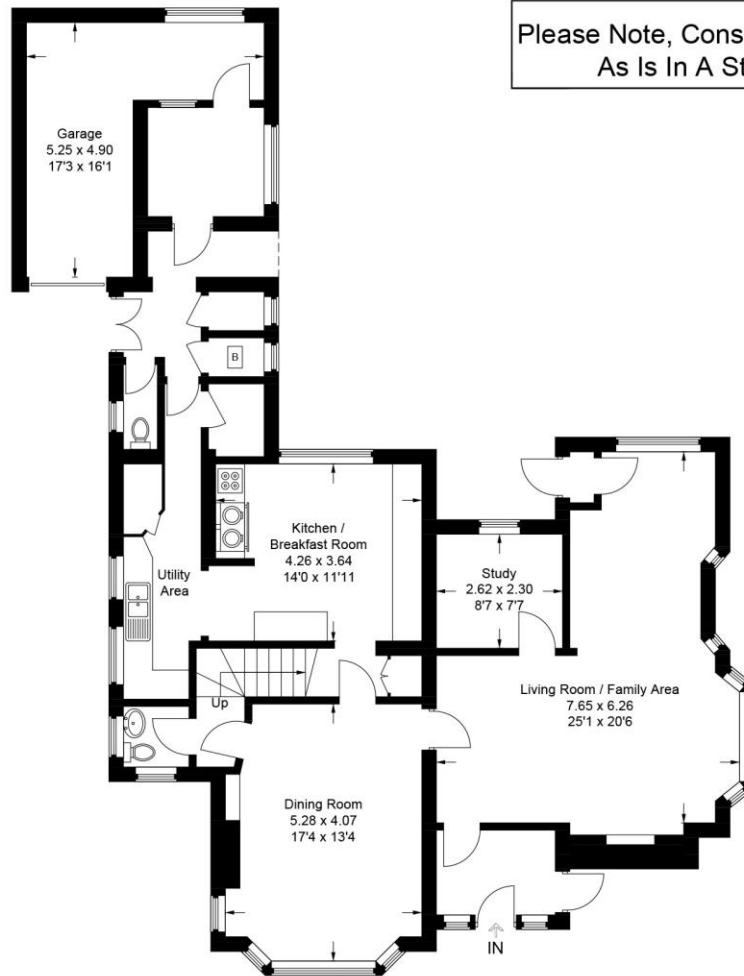 Please Note, Cons
As Is In A St
Garage
5.25 x 4.90
17'3 x 16'1
B
Kitchen /
Breakfast Room
4.26 x 3.64
14'0 x 11'11
Utility
Area
Study
2.62 x 2.30
8'7 x 7'7
Up
Living Room / Family Area
7.65 x 6.26
25'1 x 20'6
Dining Room
5.28 x 4.07
17'4 x 13'4
IN